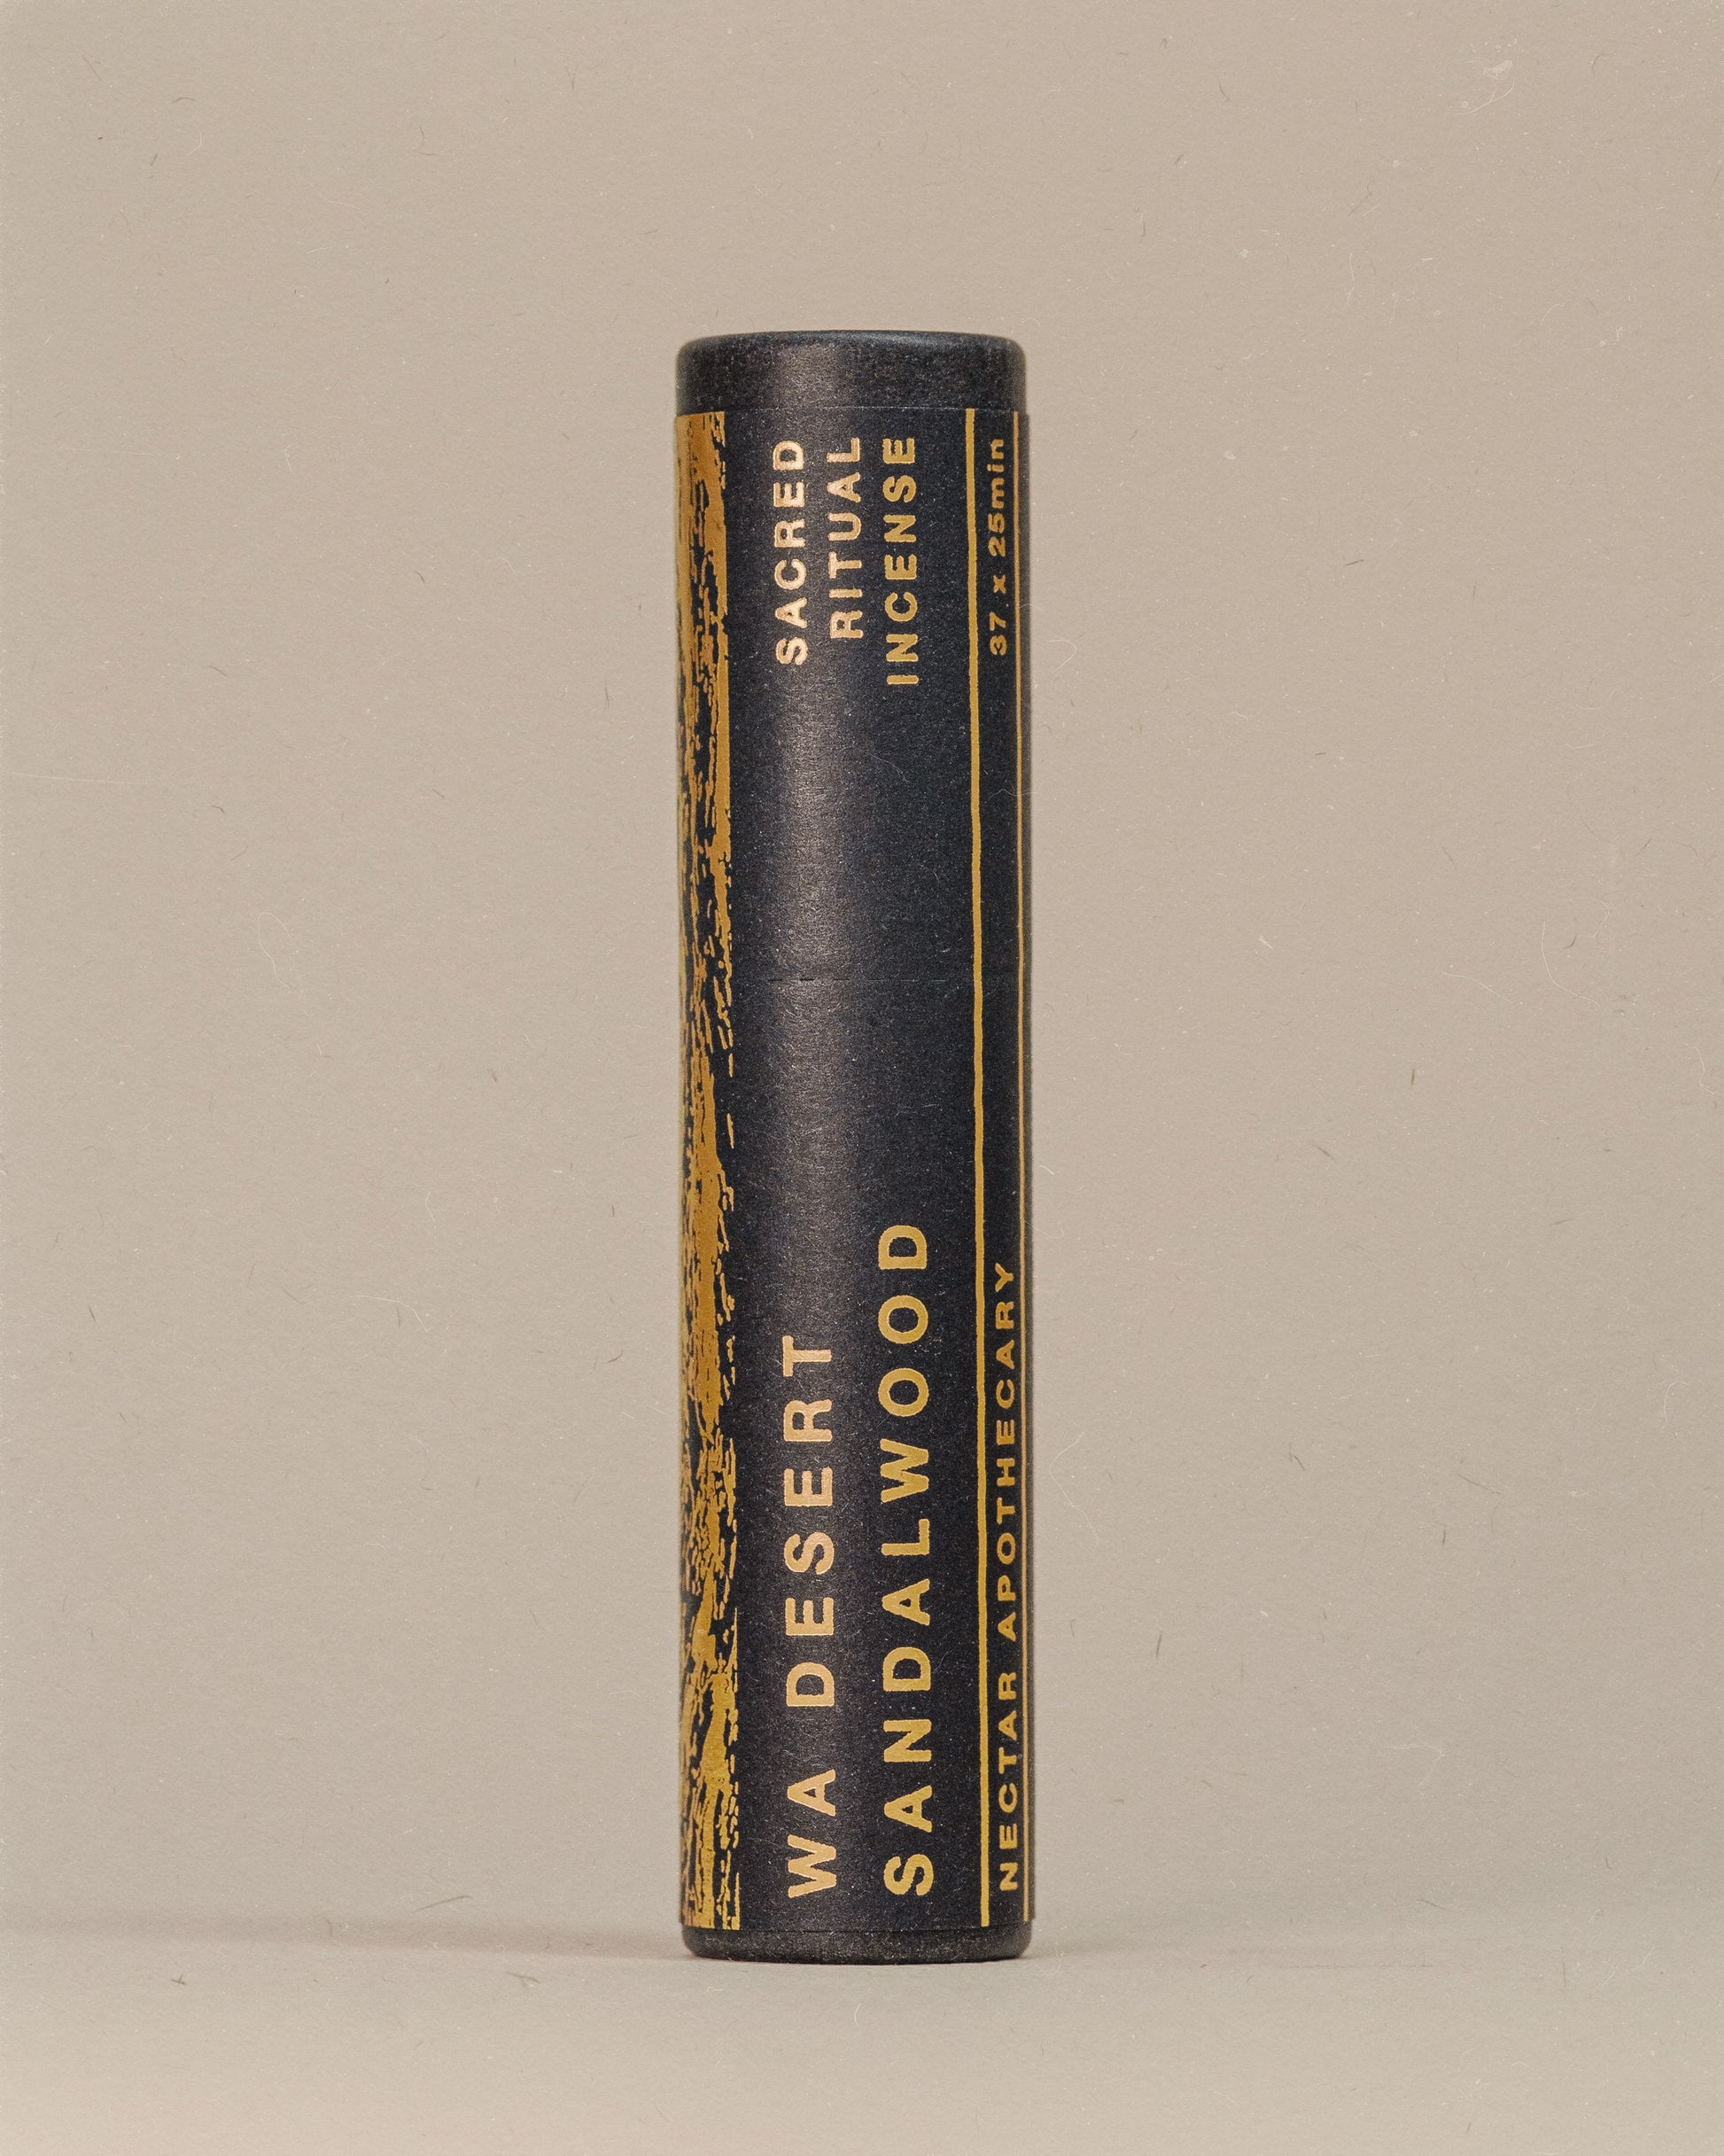 SACRED
RITUAL
INCENSE
WA DESERT
SANDALWOOD
NECTAR APOTHECARY
37 x 25min